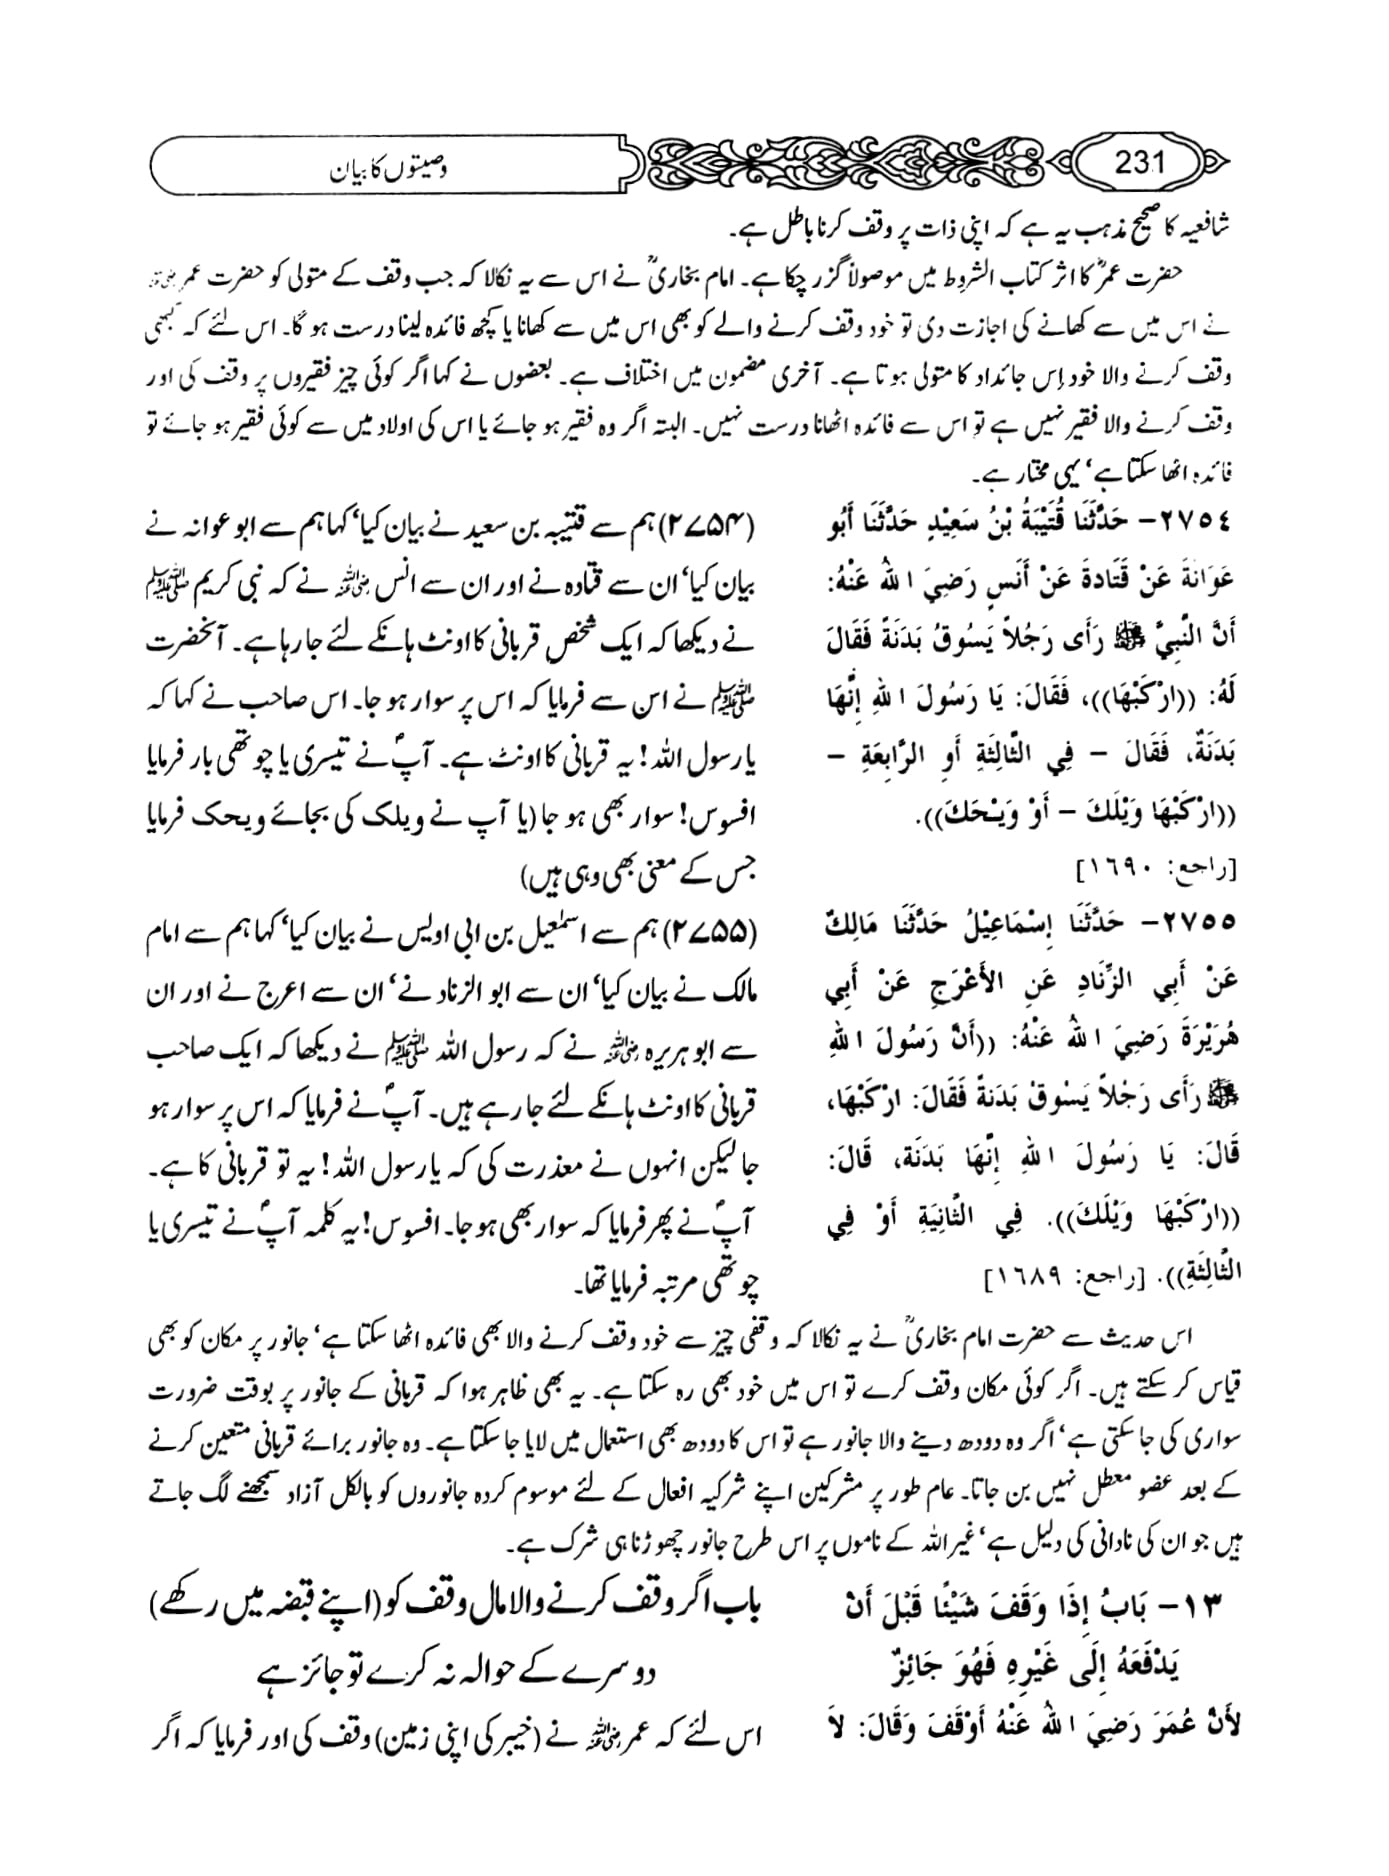 231
وصیتوں کا بیان
شافعیہ کا صحیح مذہب یہ ہے کہ اپنی ذات پر وقف کرنا باطل ہے۔
حضرت عمرؓ کا اثر کتاب الشروط میں موصولاً گزر چکا ہے۔ امام بخاریؒ نے اس سے یہ نکالا کہ جب وقف کے متولی کو حضرت عمر رضی اللہ عنہ
نے اس میں سے کھانے کی اجازت دی تو خود وقف کرنے والے کو بھی اس میں سے کھانا یا کچھ فائدہ لینا درست ہو گا۔ اس لئے کہ کبھی
وقف کرنے والا خود اس جائداد کا متولی ہوتا ہے۔ آخری مضمون میں اختلاف ہے۔ بعضوں نے کہا اگر کوئی چیز فقیروں پر وقف کی اور
وقف کرنے والا فقیر نہیں ہے تو اس سے فائدہ اٹھانا درست نہیں۔ البتہ اگر وہ فقیر ہو جائے یا اس کی اولاد میں سے کوئی فقیر ہو جائے تو
فائدہ اٹھا سکتا ہے‘ یہی مختار ہے۔
٢٧٥٤– حَدَّثَنَا قُتَيْبَةُ بْنُ سَعِيْدٍ حَدَّثَنَا أَبُو
عَوَانَةَ عَنْ قَتَادَةَ عَنْ أَنَسٍ رَضِيَ اللهُ عَنْهُ:
أَنَّ النَّبِيَّ ﷺ رَأَى رَجُلاً يَسُوقُ بَدَنَةً فَقَالَ
لَهُ: ((ارْكَبْهَا))، فَقَالَ: يَا رَسُولَ اللهِ إِنَّهَا
بَدَنَةٌ، فَقَالَ – فِي الثَّالِثَةِ أَوِ الرَّابِعَةِ –
((ارْكَبْهَا وَيْلَكَ – أَوْ وَيْحَكَ)).
[راجع: ١٦٩٠]
(۲۷۵۴) ہم سے قتیبہ بن سعید نے بیان کیا‘ کہا ہم سے ابو عوانہ نے
بیان کیا‘ ان سے قتادہ نے اور ان سے انس رضی اللہ عنہ نے کہ نبی کریم ﷺ
نے دیکھا کہ ایک شخص قربانی کا اونٹ ہانکے لئے جا رہا ہے۔ آنحضرت
ﷺ نے اس سے فرمایا کہ اس پر سوار ہو جا۔ اس صاحب نے کہا کہ
یا رسول اللہ! یہ قربانی کا اونٹ ہے۔ آپؐ نے تیسری یا چوتھی بار فرمایا
افسوس! سوار بھی ہو جا (یا آپ نے ویلک کی بجائے ویحک فرمایا
جس کے معنی بھی وہی ہیں)
٢٧٥٥– حَدَّثَنَا إِسْمَاعِيْلُ حَدَّثَنَا مَالِكٌ
عَنْ أَبِي الزِّنَادِ عَنِ الأَعْرَجِ عَنْ أَبِي
هُرَيْرَةَ رَضِيَ اللهُ عَنْهُ: ((أَنَّ رَسُولَ اللهِ
ﷺ رَأَى رَجُلاً يَسُوْقُ بَدَنَةً فَقَالَ: ارْكَبْهَا،
قَالَ: يَا رَسُولَ اللهِ إِنَّهَا بَدَنَة، قَالَ:
((ارْكَبْهَا وَيْلَكَ)). فِي الثَّانِيَةِ أَوْ فِي
الثَّالِثَةِ)). [راجع: ١٦٨٩]
(۲۷۵۵) ہم سے اسمٰعیل بن ابی اویس نے بیان کیا‘ کہا ہم سے امام
مالک نے بیان کیا‘ ان سے ابو الزناد نے‘ ان سے اعرج نے اور ان
سے ابو ہریرہ رضی اللہ عنہ نے کہ رسول اللہ ﷺ نے دیکھا کہ ایک صاحب
قربانی کا اونٹ ہانکے لئے جا رہے ہیں۔ آپؐ نے فرمایا کہ اس پر سوار ہو
جا لیکن انہوں نے معذرت کی کہ یا رسول اللہ! یہ تو قربانی کا ہے۔
آپؐ نے پھر فرمایا کہ سوار بھی ہو جا۔ افسوس! یہ کلمہ آپؐ نے تیسری یا
چوتھی مرتبہ فرمایا تھا۔
اس حدیث سے حضرت امام بخاریؒ نے یہ نکالا کہ وقفی چیز سے خود وقف کرنے والا بھی فائدہ اٹھا سکتا ہے‘ جانور پر مکان کو بھی
قیاس کر سکتے ہیں۔ اگر کوئی مکان وقف کرے تو اس میں خود بھی رہ سکتا ہے۔ یہ بھی ظاہر ہوا کہ قربانی کے جانور پر بوقت ضرورت
سواری کی جا سکتی ہے‘ اگر وہ دودھ دینے والا جانور ہے تو اس کا دودھ بھی استعمال میں لایا جا سکتا ہے۔ وہ جانور برائے قربانی متعین کرنے
کے بعد عضو معطل نہیں بن جاتا۔ عام طور پر مشرکین اپنے شرکیہ افعال کے لئے موسوم کردہ جانوروں کو بالکل آزاد سمجھنے لگ جاتے
ہیں جو ان کی نادانی کی دلیل ہے‘ غیر اللہ کے ناموں پر اس طرح جانور چھوڑنا ہی شرک ہے۔
١٣– بَابُ إِذَا وَقَفَ شَيْئًا قَبْلَ أَنْ
يَدْفَعَهُ إِلَى غَيْرِهِ فَهُوَ جَائِزٌ
لأَنَّ عُمَرَ رَضِيَ اللهُ عَنْهُ أَوْقَفَ وَقَالَ: لاَ
باب اگر وقف کرنے والا مال وقف کو (اپنے قبضہ میں رکھے)
دوسرے کے حوالہ نہ کرے تو جائز ہے
اس لئے کہ عمر رضی اللہ عنہ نے (خیبر کی اپنی زمین) وقف کی اور فرمایا کہ اگر